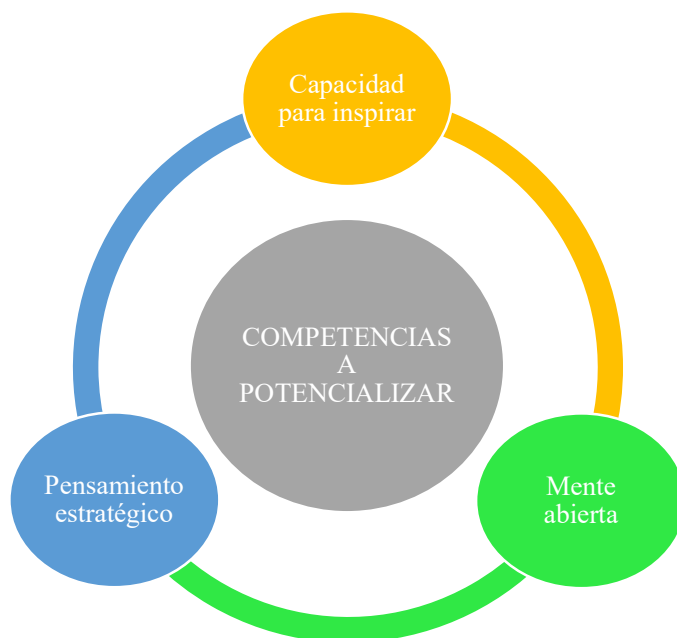 Capacidad
para inspirar
COMPETENCIAS
A
POTENCIALIZAR
Pensamiento
estratégico
Mente
abierta